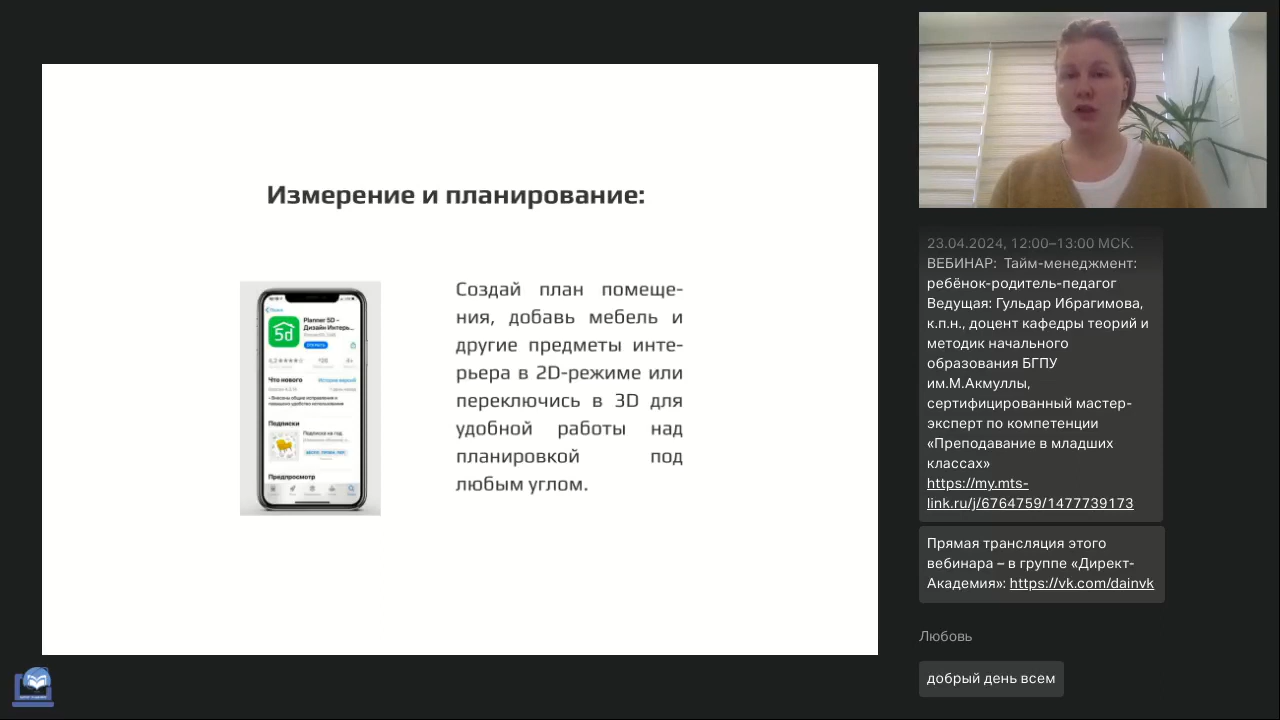 Измерение и планирование:
Planner 5D -
Дизайн Интерь...
Что нового
История версий
Подписки
Подписка на год
Предпросмотр
Создай план помеще-
ния, добавь мебель и
другие предметы инте-
рьера в 2D-режиме или
переключись в 3D для
удобной работы над
планировкой под
любым углом.
23.04.2024, 12:00–13:00 МСК.
ВЕБИНАР: Тайм-менеджмент:
ребёнок-родитель-педагог
Ведущая: Гульдар Ибрагимова,
к.п.н., доцент кафедры теорий и
методик начального
образования БГПУ
им.М.Акмуллы,
сертифицированный мастер-
эксперт по компетенции
«Преподавание в младших
классах»
https://my.mts-
link.ru/j/6764759/1477739173
Прямая трансляция этого
вебинара – в группе «Директ-
Академия»: https://vk.com/dainvk
Любовь
добрый день всем